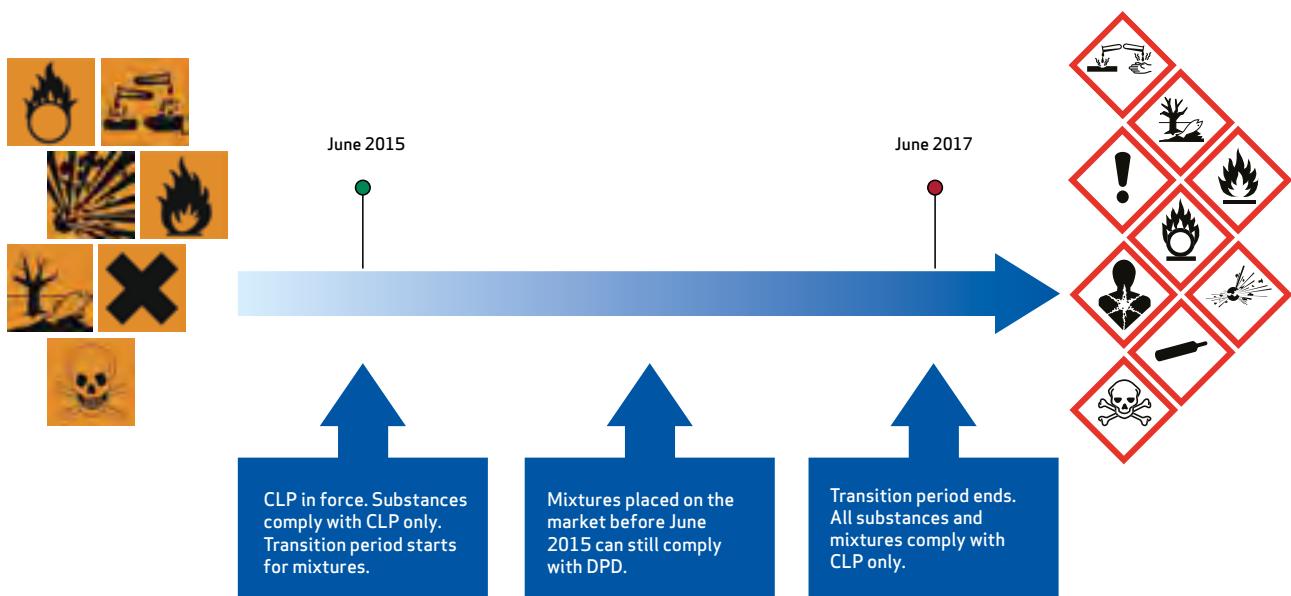 June 2015
June 2017
CLP in force. Substances
comply with CLP only.
Transition period starts
for mixtures.
Mixtures placed on the
market before June
2015 can still comply
with DPD.
Transition period ends.
All substances and
mixtures comply with
CLP only.